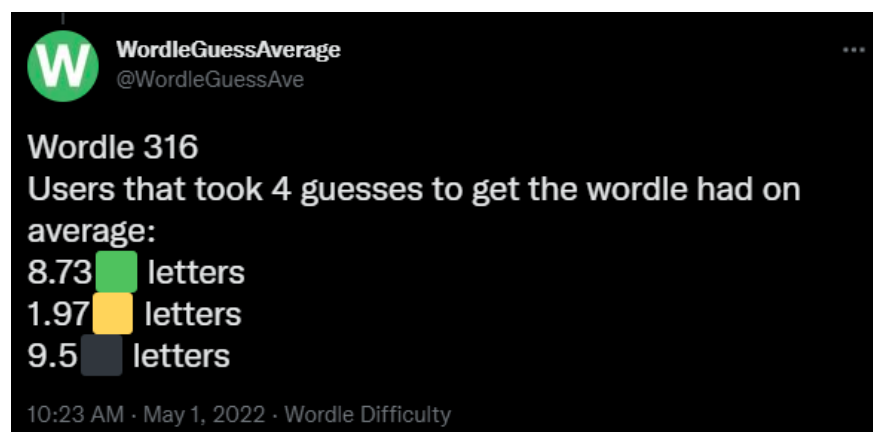 W
WordleGuessAverage
@WordleGuessAve
Wordle 316
Users that took 4 guesses to get the wordle had on
average:
8.73🟩 letters
1.97🟨 letters
9.5⬛ letters
10:23 AM · May 1, 2022 · Wordle Difficulty